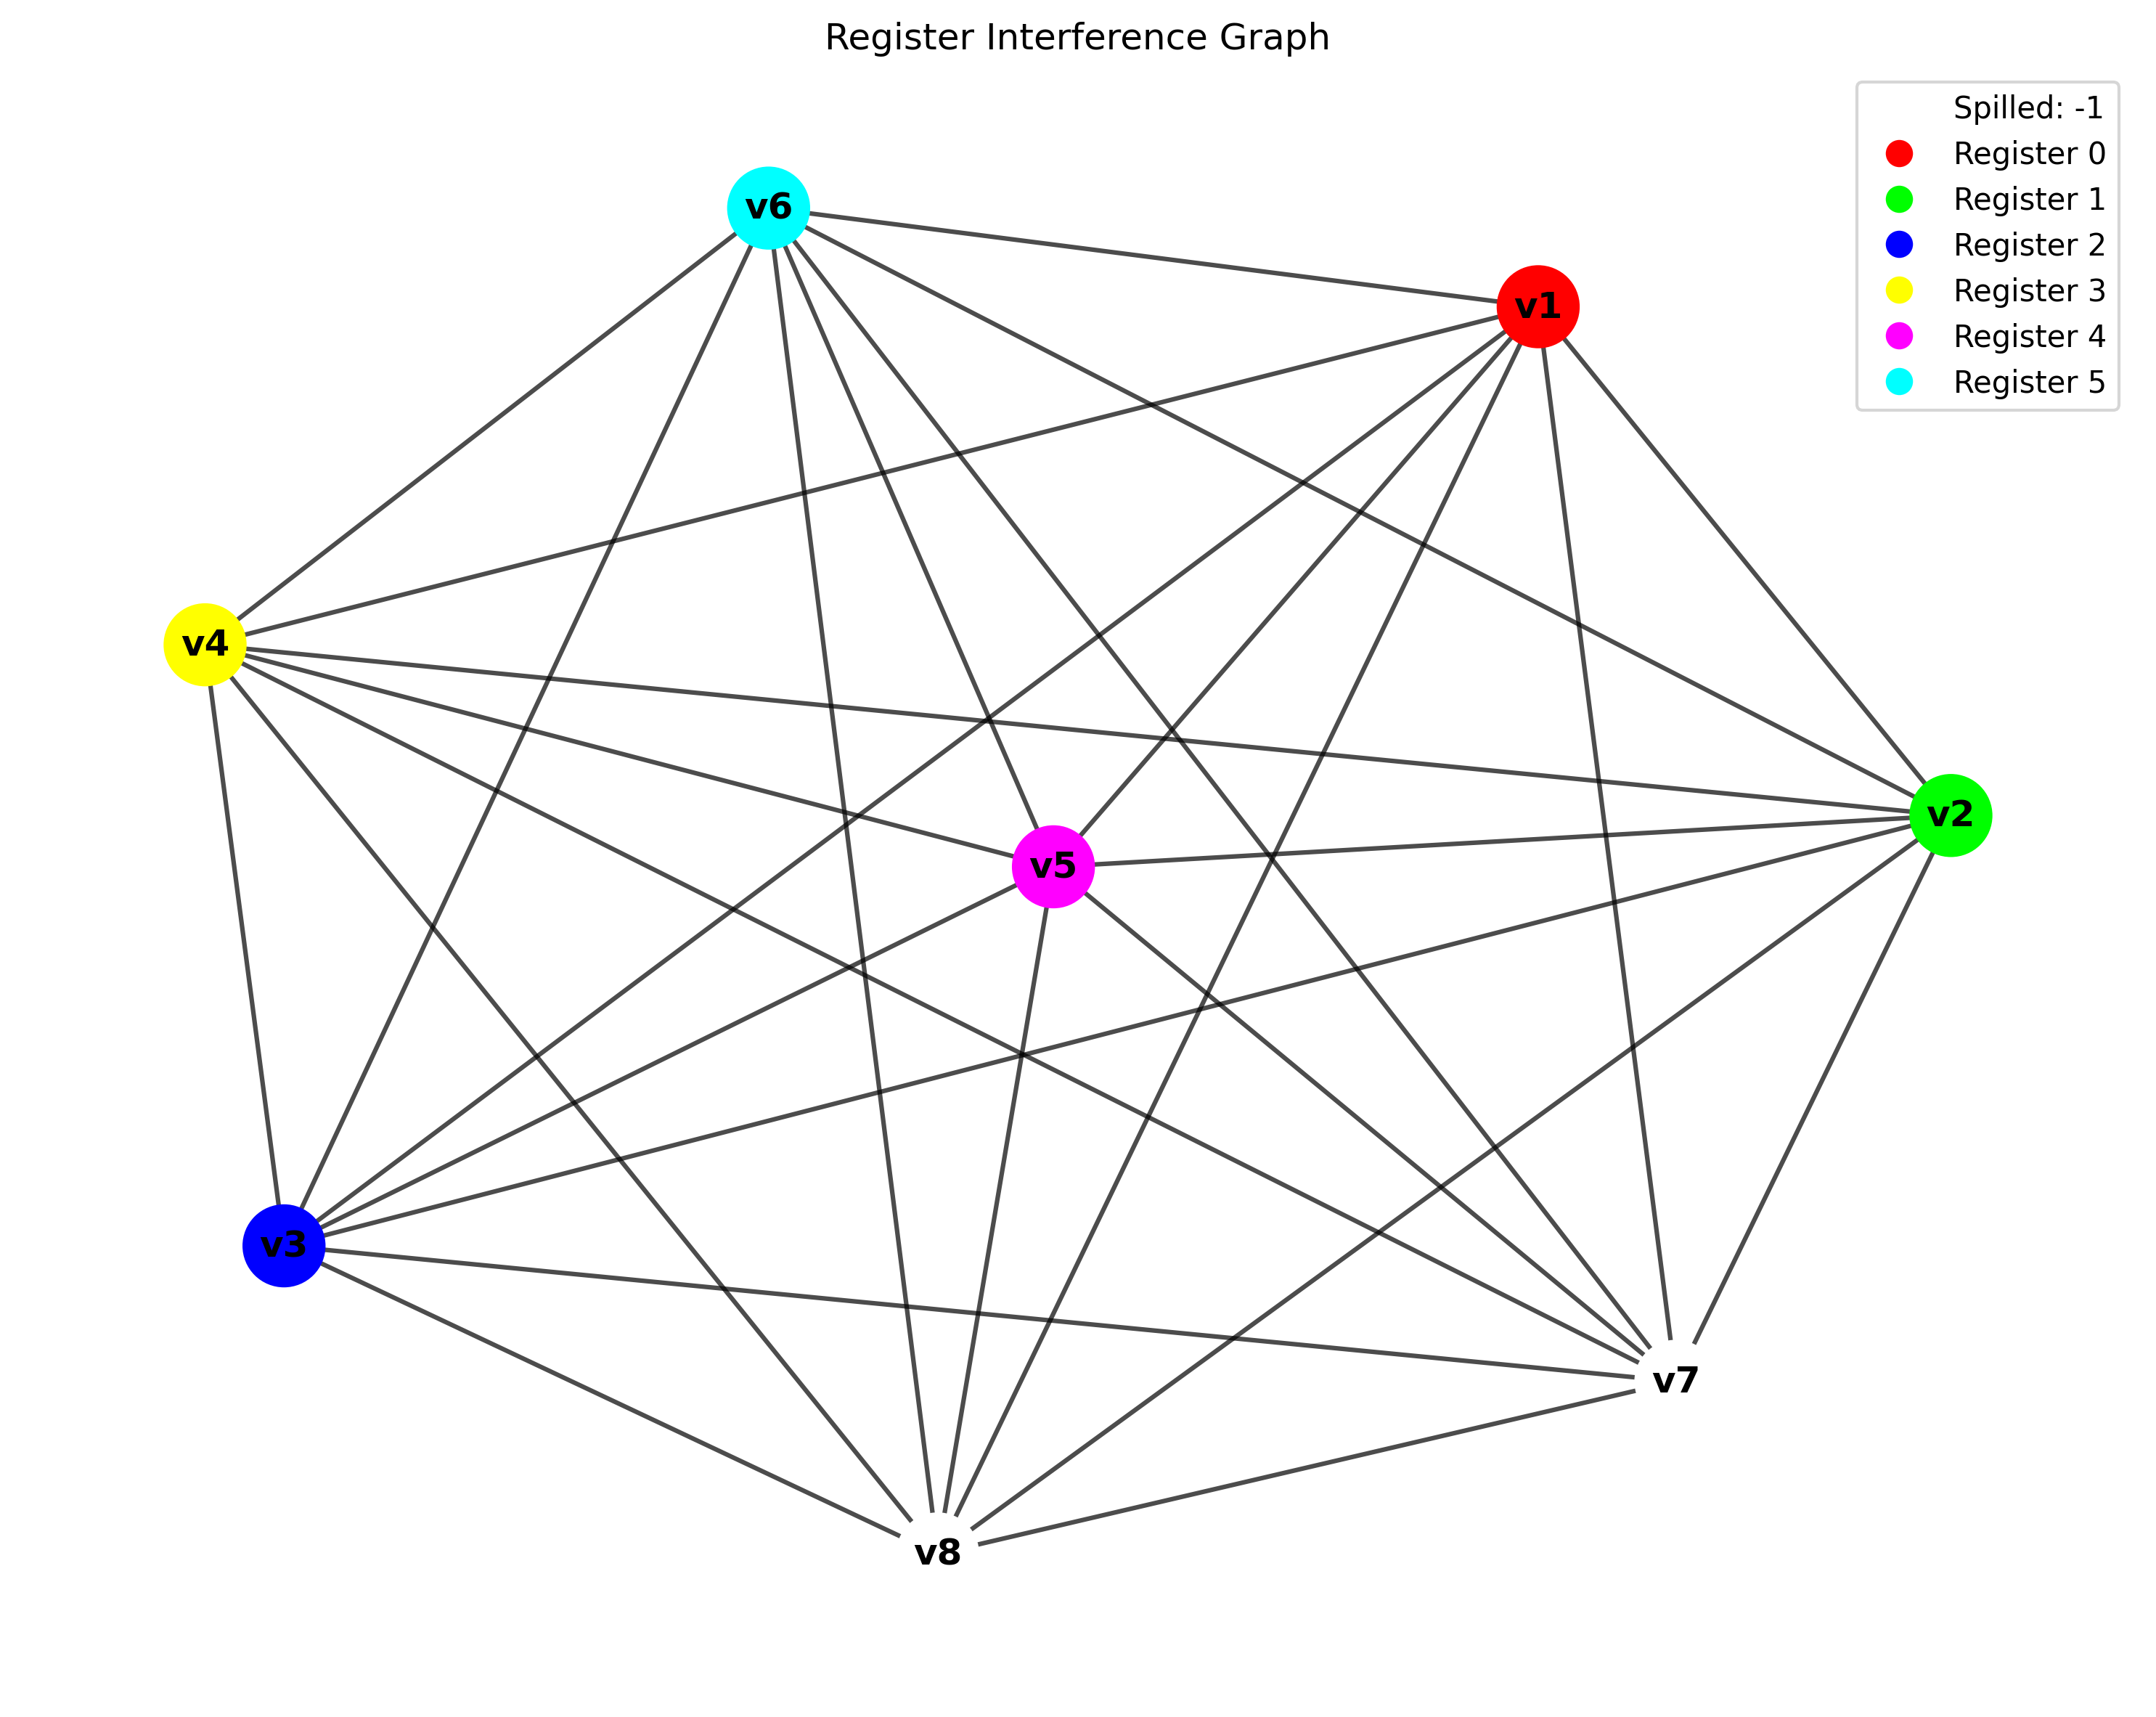 Register Interference Graph
Spilled: -1
Register 0
Register 1
Register 2
Register 3
Register 4
Register 5
v6
v1
v4
v2
v5
v3
v7
v8